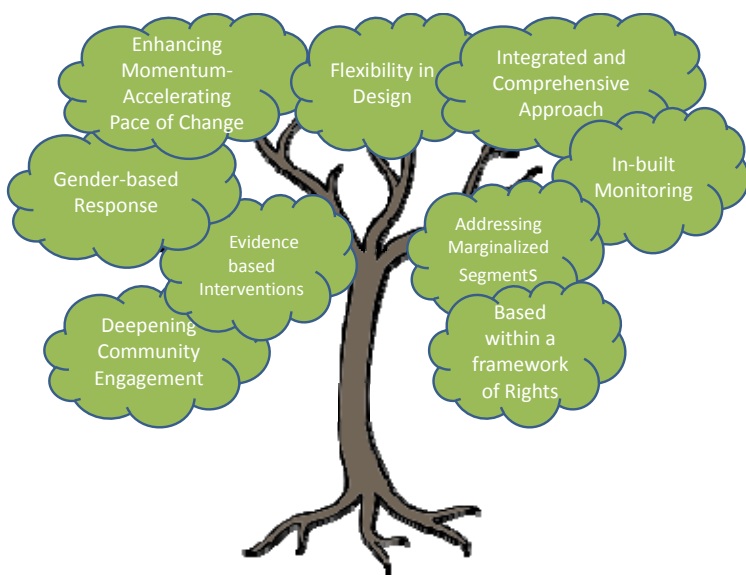 Enhancing
Momentum-
Accelerating
Pace of Change
Flexibility in
Design
Integrated and
Comprehensive
Approach
Gender-based
Response
In-built
Monitoring
Evidence
based
Interventions
Addressing
Marginalized
Segments
Deepening
Community
Engagement
Based
within a
framework
of Rights